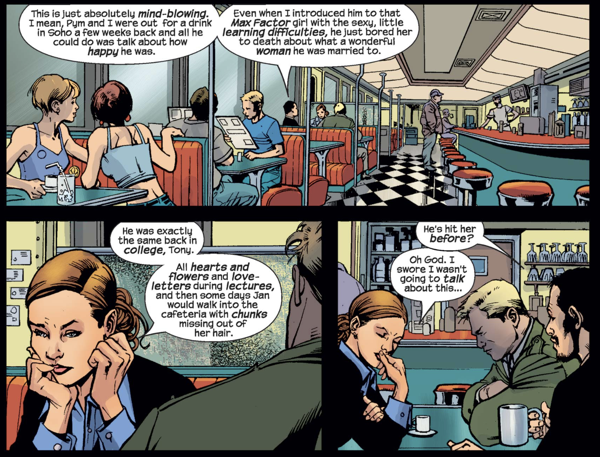 This is just absolutely mind-blowing.
I mean, Pym and I were out for a drink
in Soho a few weeks back and all he
could do was talk about how
happy he was.
Even when I introduced him to that
Max Factor girl with the sexy, little
learning difficulties, he just bored her
to death about what a wonderful
woman he was married to.
He was exactly
the same back in
college, Tony.
All hearts and
flowers and love-
letters during lectures,
and then some days Jan
would walk into the
cafeteria with chunks
missing out of
her hair.
He's hit her
before?
Oh God. I
swore I wasn't
going to talk
about this...